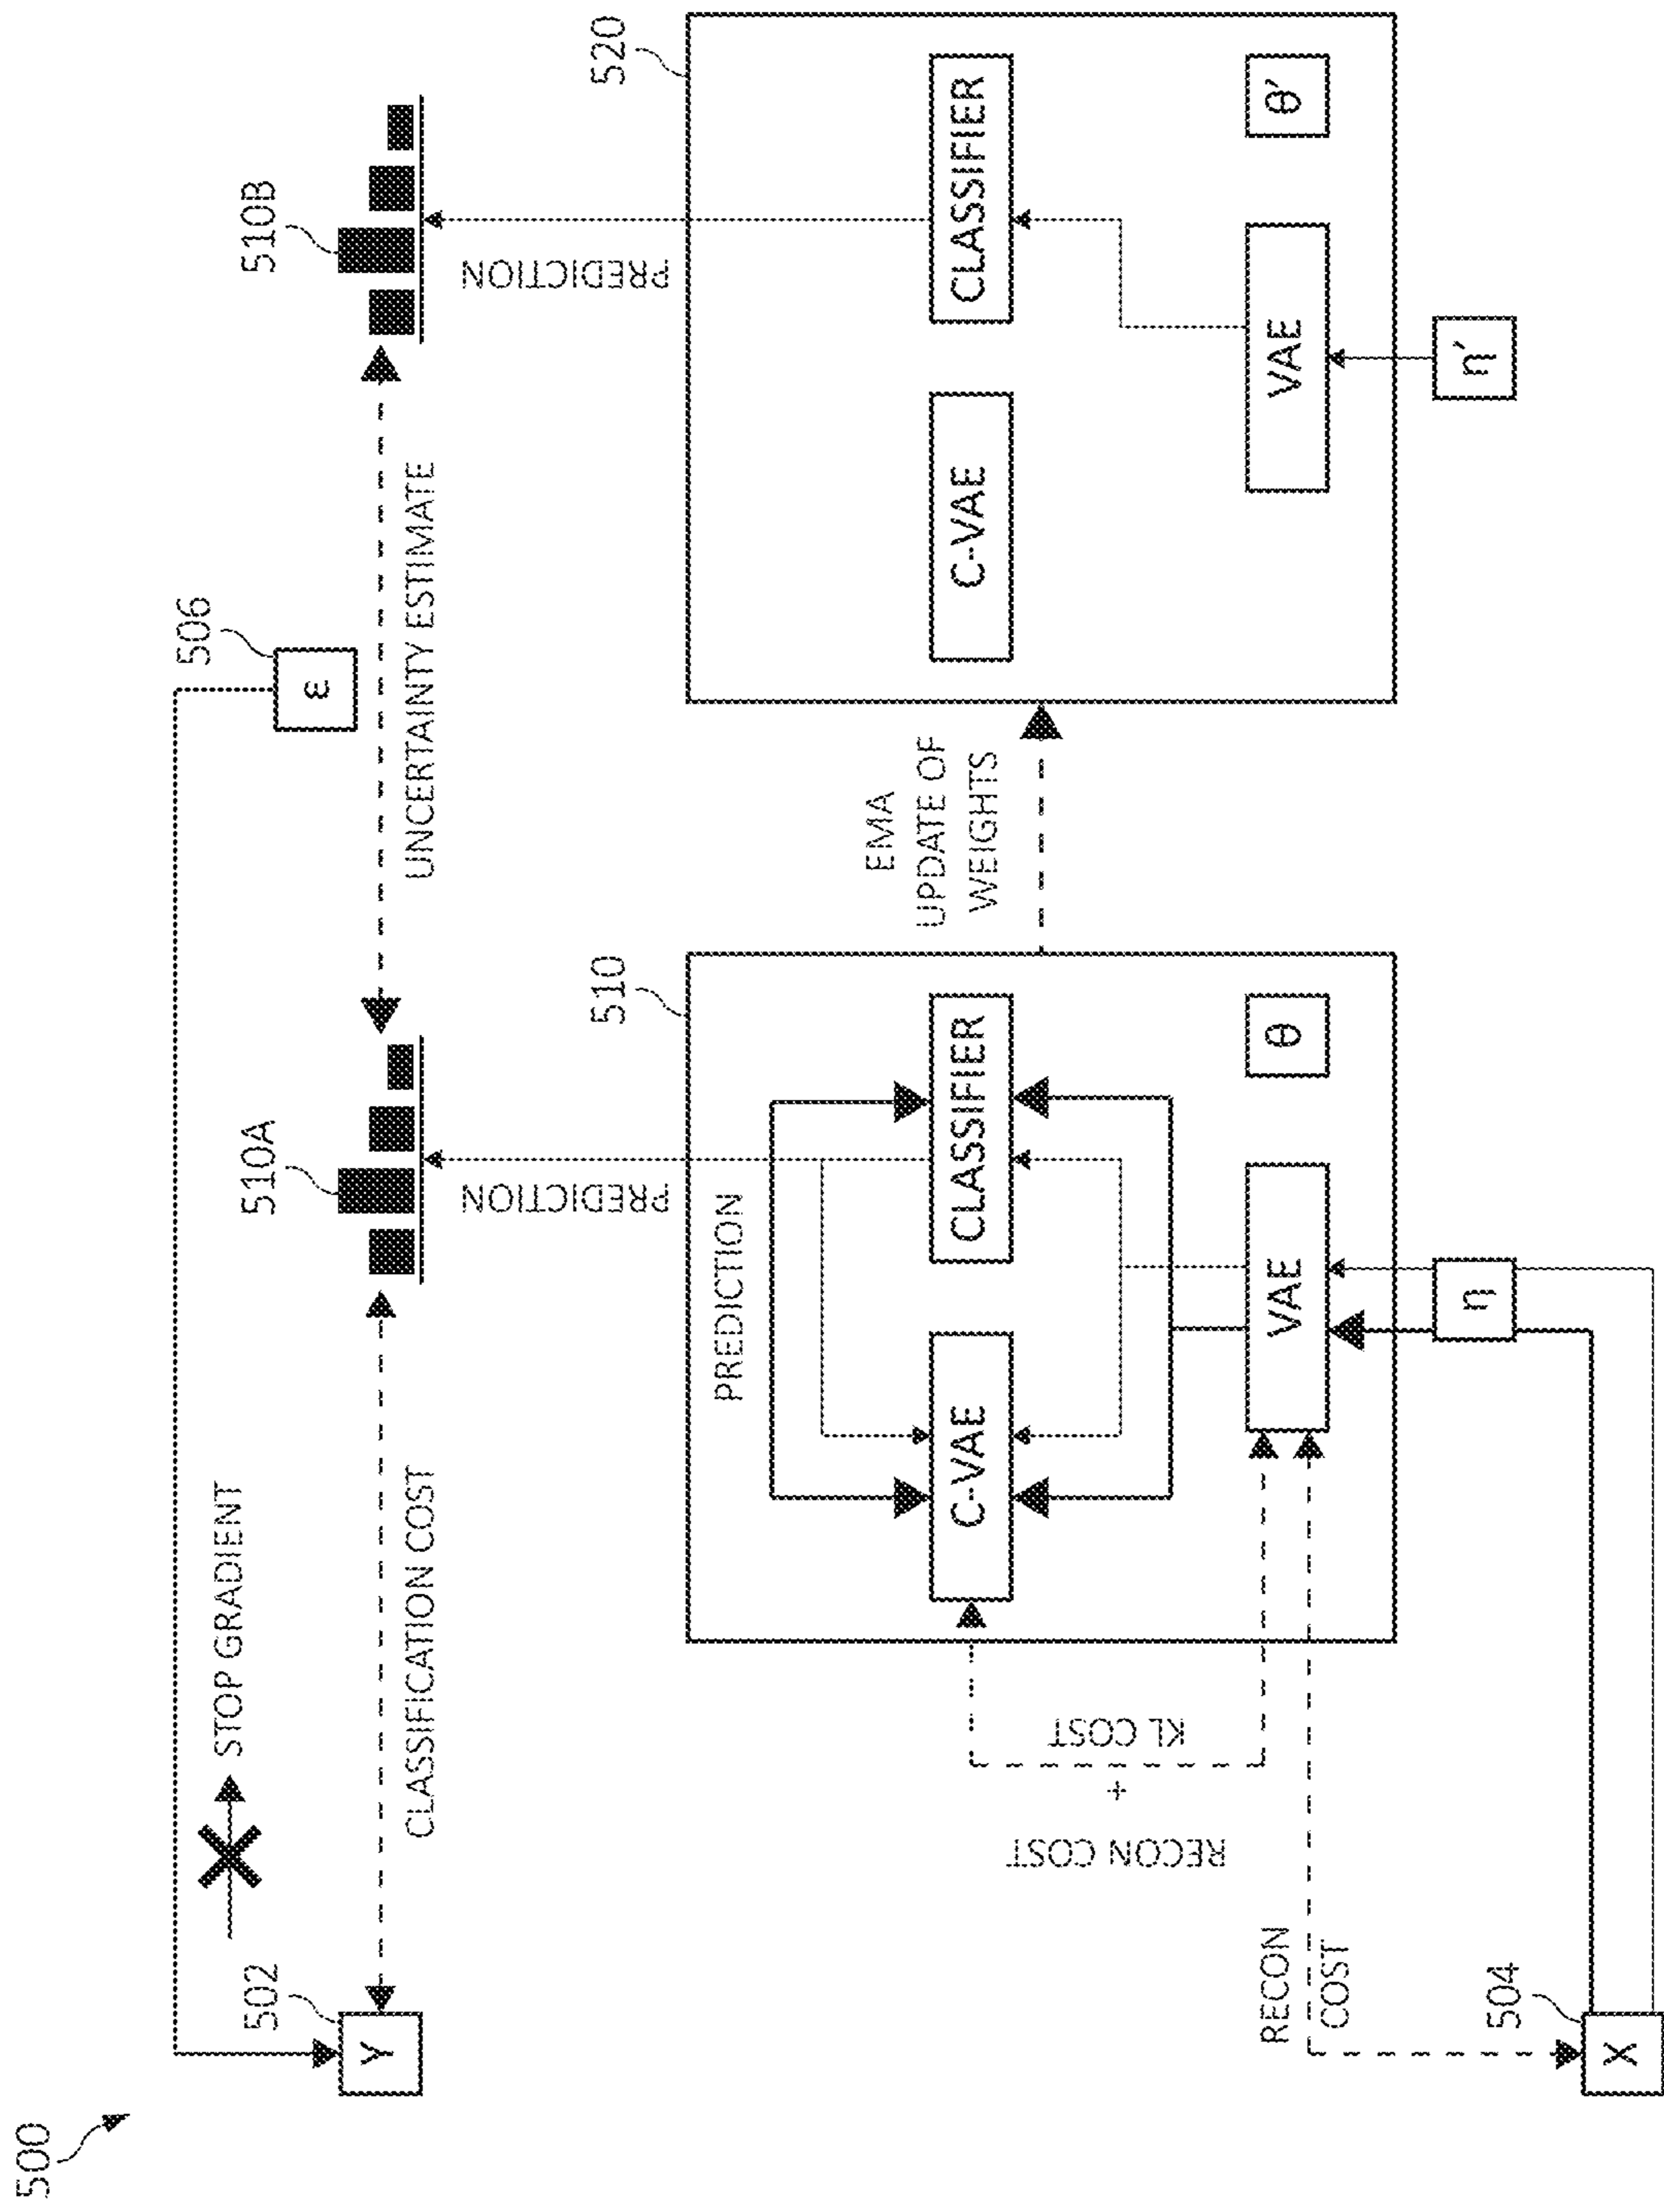 500
502
Y
STOP GRADIENT
CLASSIFICATION COST
506
ε
510A
UNCERTAINTY ESTIMATE
510B
PREDICTION
PREDICTION
510
PREDICTION
C-VAE
CLASSIFIER
VAE
θ
KL COST
+
RECON COST
RECON
COST
EMA
UPDATE OF
WEIGHTS
520
C-VAE
CLASSIFIER
VAE
θ'
504
X
η
η'